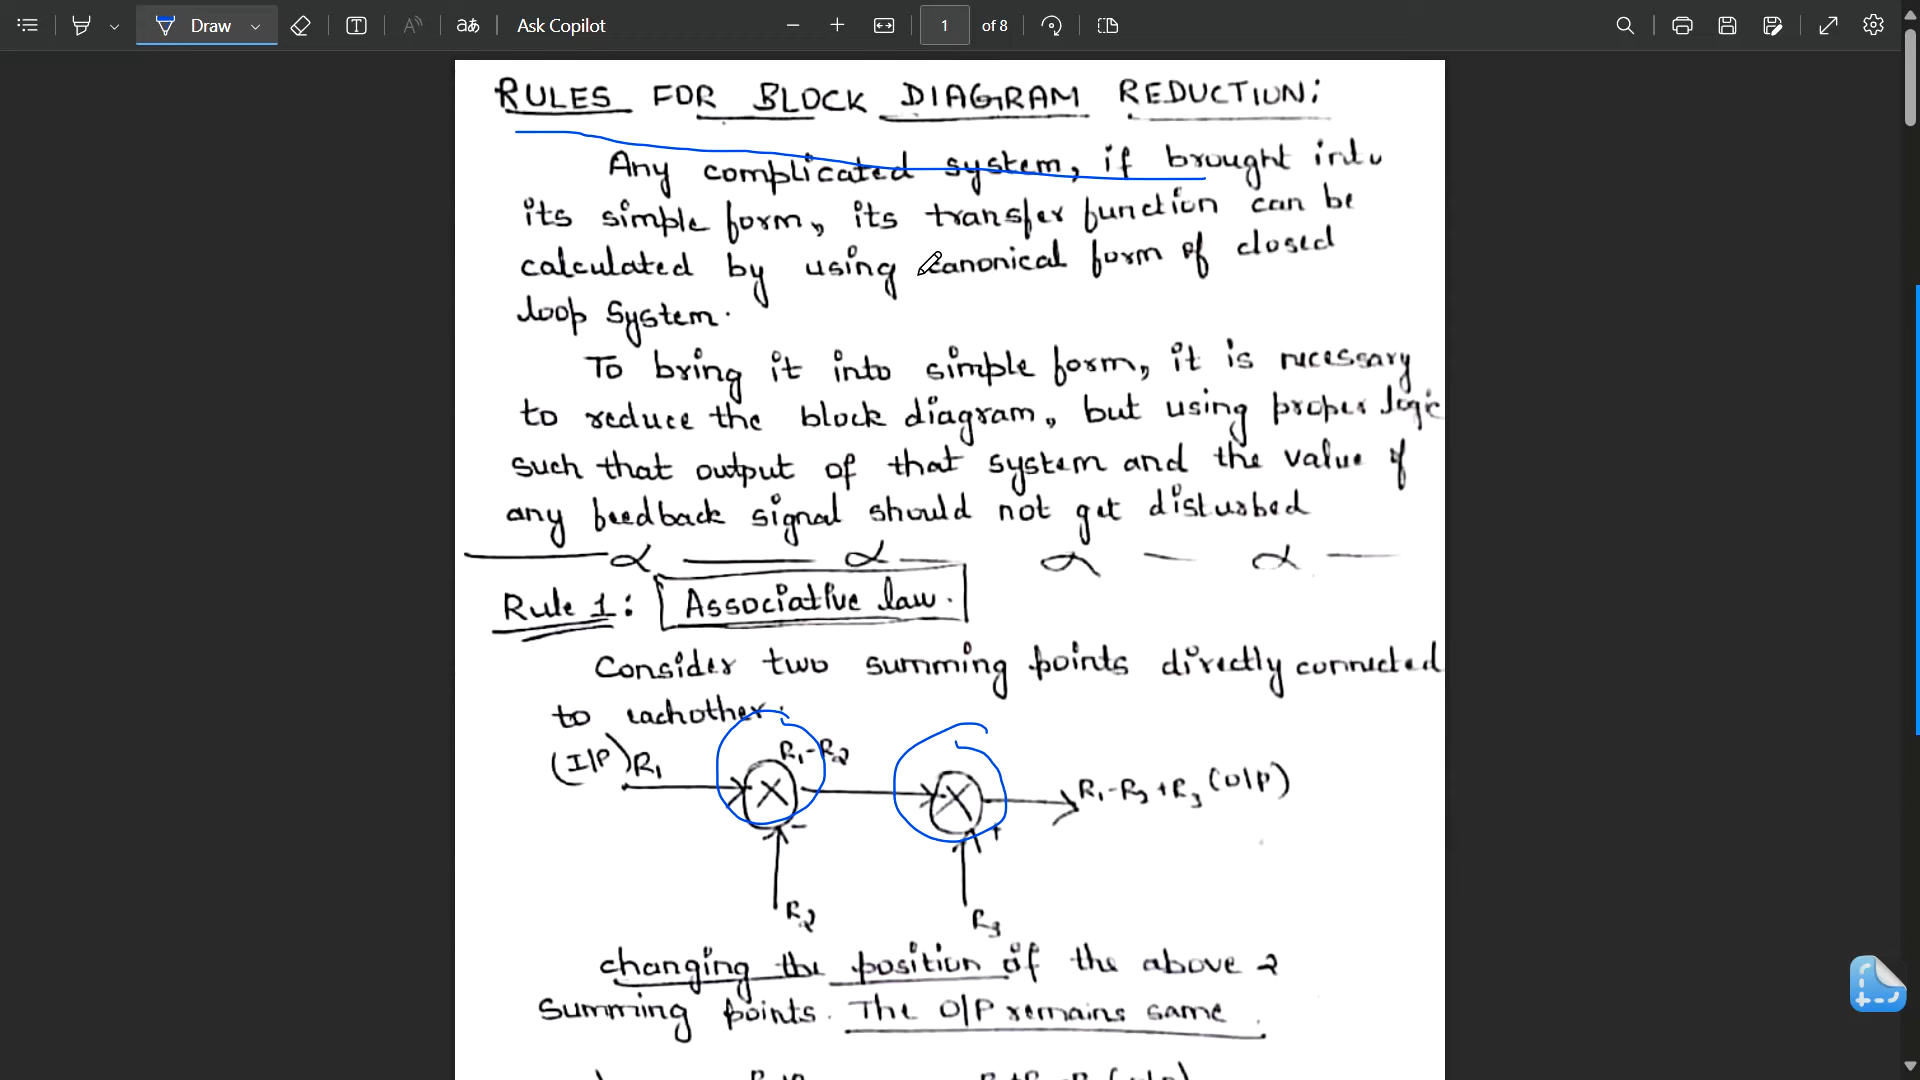 Draw
T
A
aあ
Ask Copilot
1 of 8
RULES FOR BLOCK DIAGRAM REDUCTION:
Any complicated system, if brought into
its simple form, its transfer function can be
calculated by using canonical form of closed
loop system.
To bring it into simple form, it is necessary
to reduce the block diagram, but using proper logic
such that output of that system and the value of
any feedback signal should not get disturbed
Rule 1: Associative law.
Consider two summing points directly connected
to eachother.
(I/P) R1 R1-R2 R1-R2+R3 (O/P)
- +
R2 R3
changing the position of the above 2
summing points. The O/P remains same.